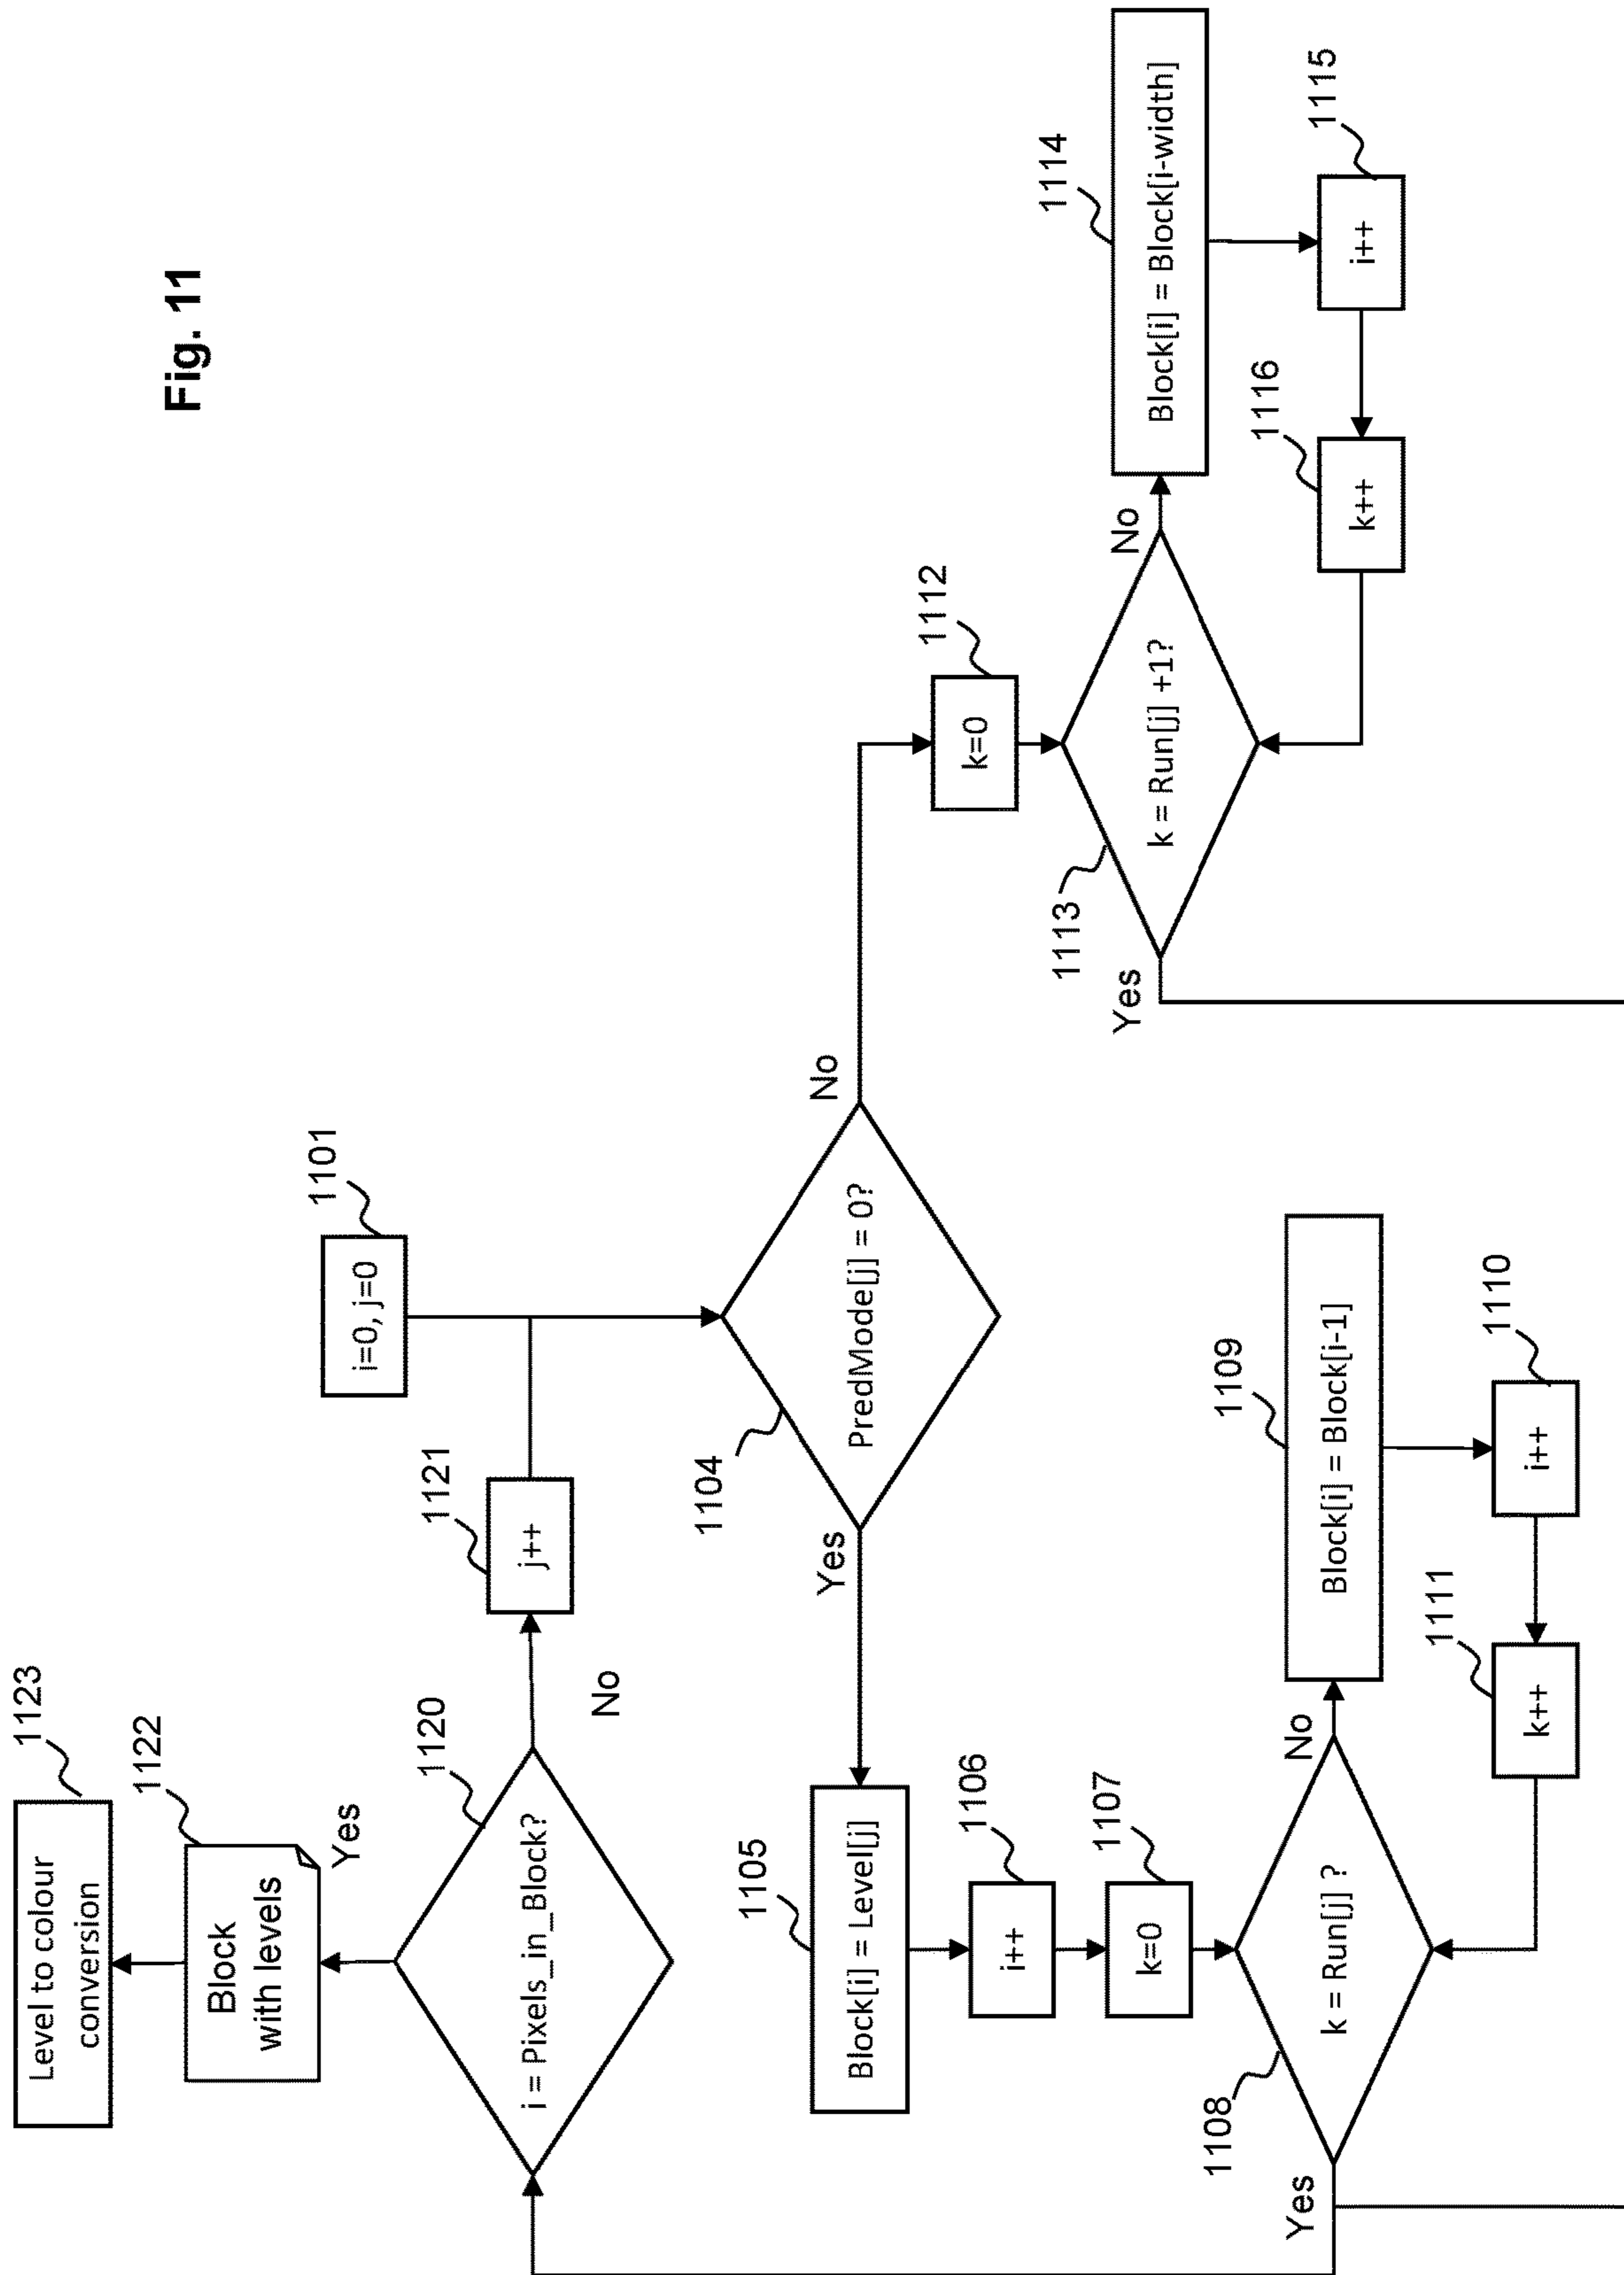 Fig. 11
1101
i=0, j=0
1123
Level to colour
conversion
1122
Block
with levels
Yes
1120
i = Pixels_in_Block?
No
1121
j++
1104
PredMode[j] = 0?
Yes
No
1105
Block[i] = Level[j]
1106
i++
1107
k=0
1108
k = Run[j] ?
Yes
No
1109
Block[i] = Block[i-1]
1110
i++
1111
k++
1112
k=0
1113
k = Run[j] +1?
Yes
No
1114
Block[i] = Block[i-width]
1115
i++
1116
k++